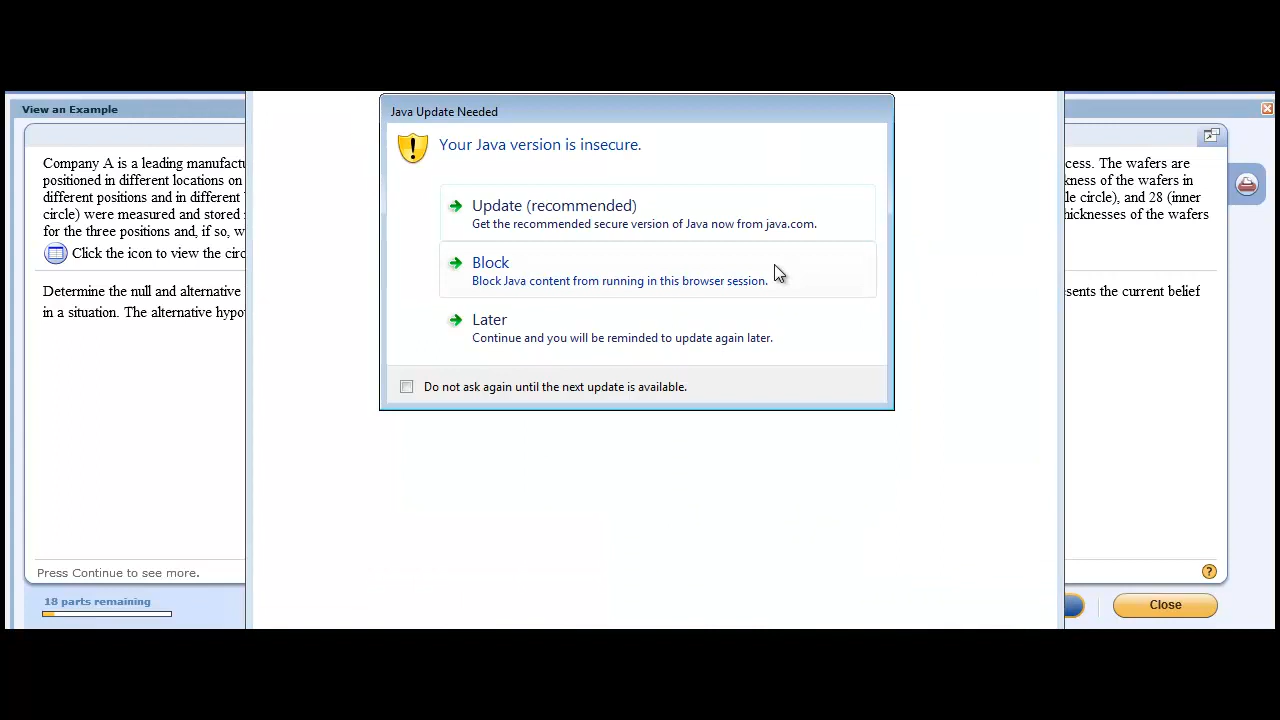 Java Update Needed
View an Example
Your Java version is insecure.
Company A is a leading manufactu
cess. The wafers are
positioned in different locations on
kness of the wafers in
different positions and in different
le circle), and 28 (inner
circle) were measured and stored
hicknesses of the wafers
for the three positions and, if so, w
Click the icon to view the circ
Update (recommended)
Get the recommended secure version of Java now from java.com.
Block
Block Java content from running in this browser session.
Determine the null and alternative
esents the current belief
in a situation. The alternative hypo
Later
Continue and you will be reminded to update again later.
Do not ask again until the next update is available.
Press Continue to see more.
?
18 parts remaining
Close